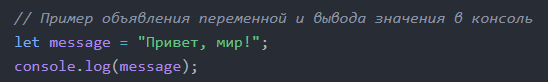 // Пример объявления переменной и вывода значения в консоль
let message = "Привет, мир!";
console.log(message);